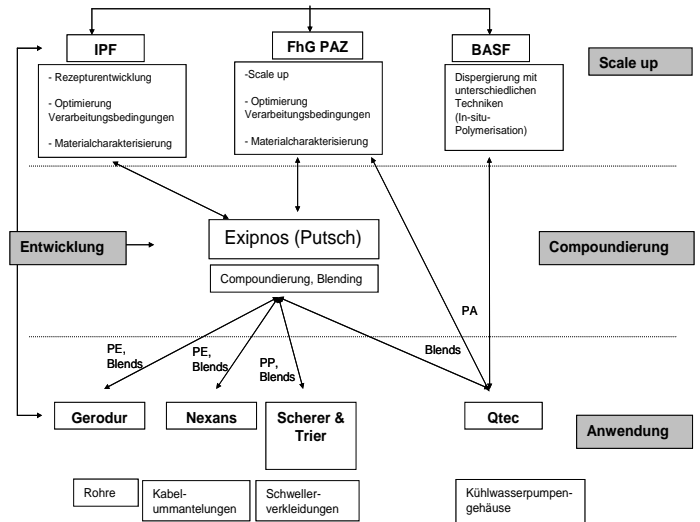 IPF
FhG PAZ
BASF
Scale up
- Rezepturentwicklung
- Optimierung
Verarbeitungsbedingungen
- Materialcharakterisierung
-Scale up
- Optimierung
Verarbeitungsbedingungen
- Materialcharakterisierung
Dispergierung mit
unterschiedlichen
Techniken
(In-situ-
Polymerisation)
Entwicklung
Exipnos (Putsch)
Compoundierung, Blending
Compoundierung
PA
PE,
Blends
PE,
Blends
PP,
Blends
Blends
Gerodur
Nexans
Scherer &
Trier
Qtec
Anwendung
Rohre
Kabel-
ummantelungen
Schweller-
verkleidungen
Kühlwasserpumpen-
gehäuse